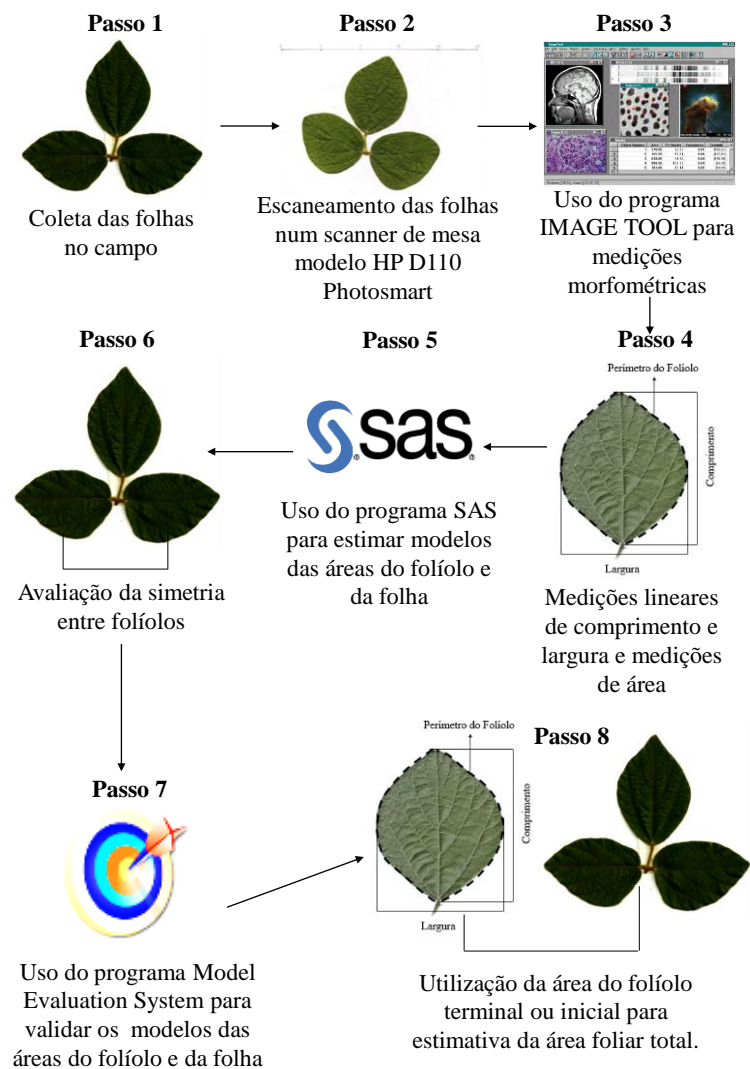 Passo 1
Coleta das folhas
no campo
Passo 2
Escaneamento das folhas
num scanner de mesa
modelo HP D110
Photosmart
Passo 3
Uso do programa
IMAGE TOOL para
medições
morfométricas
Passo 4
Perímetro do Folíolo
Comprimento
Largura
Medições lineares
de comprimento e
largura e medições
de área
Passo 5
sas
Uso do programa SAS
para estimar modelos
das áreas do folíolo e
da folha
Passo 6
Avaliação da simetria
entre folíolos
Passo 7
Uso do programa Model
Evaluation System para
validar os modelos das
áreas do folíolo e da folha
Passo 8
Perímetro do Folíolo
Comprimento
Largura
Utilização da área do folíolo
terminal ou inicial para
estimativa da área foliar total.